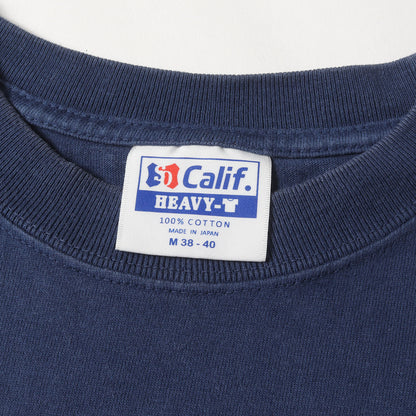 SD Calif.
HEAVY-T
100% COTTON
MADE IN JAPAN
M 38 - 40